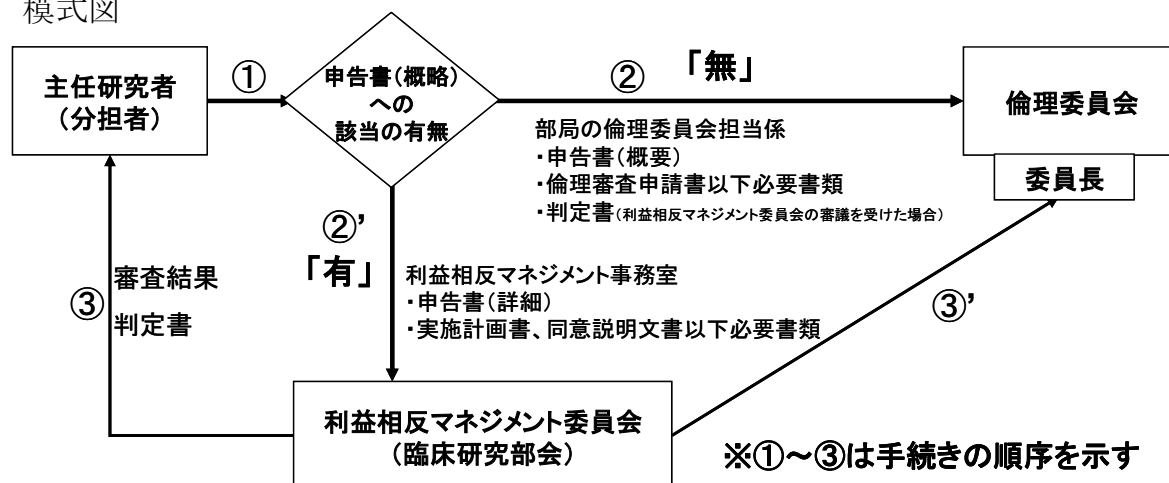 模式図
主任研究者
（分担者）
①
申告書（概略）
への
該当の有無
②
「無」
倫理委員会
委員長
部局の倫理委員会担当係
・申告書（概要）
・倫理審査申請書以下必要書類
・判定書（利益相反マネジメント委員会の審議を受けた場合）
②’
「有」
利益相反マネジメント事務室
・申告書（詳細）
・実施計画書、同意説明文書以下必要書類
③
審査結果
判定書
③’
利益相反マネジメント委員会
（臨床研究部会）
※①～③は手続きの順序を示す